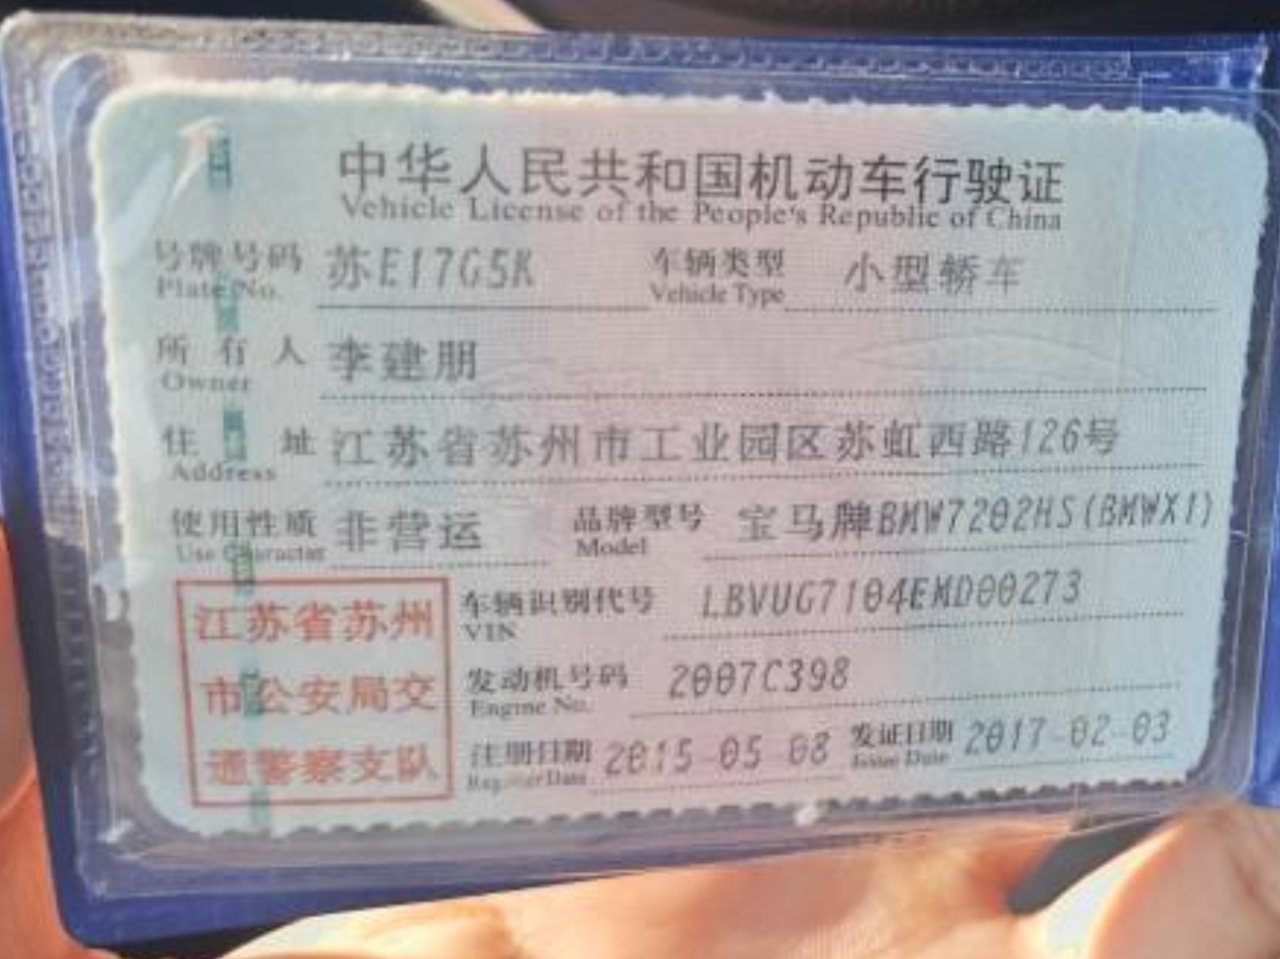 中华人民共和国机动车行驶证
Vehicle License of the People's Republic of China
号牌号码 苏E17G5K 车辆类型 小型轿车
Plate No. Vehicle Type
所有人 李建朋
Owner
住址 江苏省苏州市工业园区苏虹西路126号
Address
使用性质 非营运 品牌型号 宝马牌BMW7202HS(BMWX1)
Use Character Model
车辆识别代号 LBVUG7104EMD00273
VIN
发动机号码 2007C398
Engine No.
注册日期 2015-05-08 发证日期 2017-02-03
Register Date Issue Date
江苏省苏州
市公安局交
通警察支队